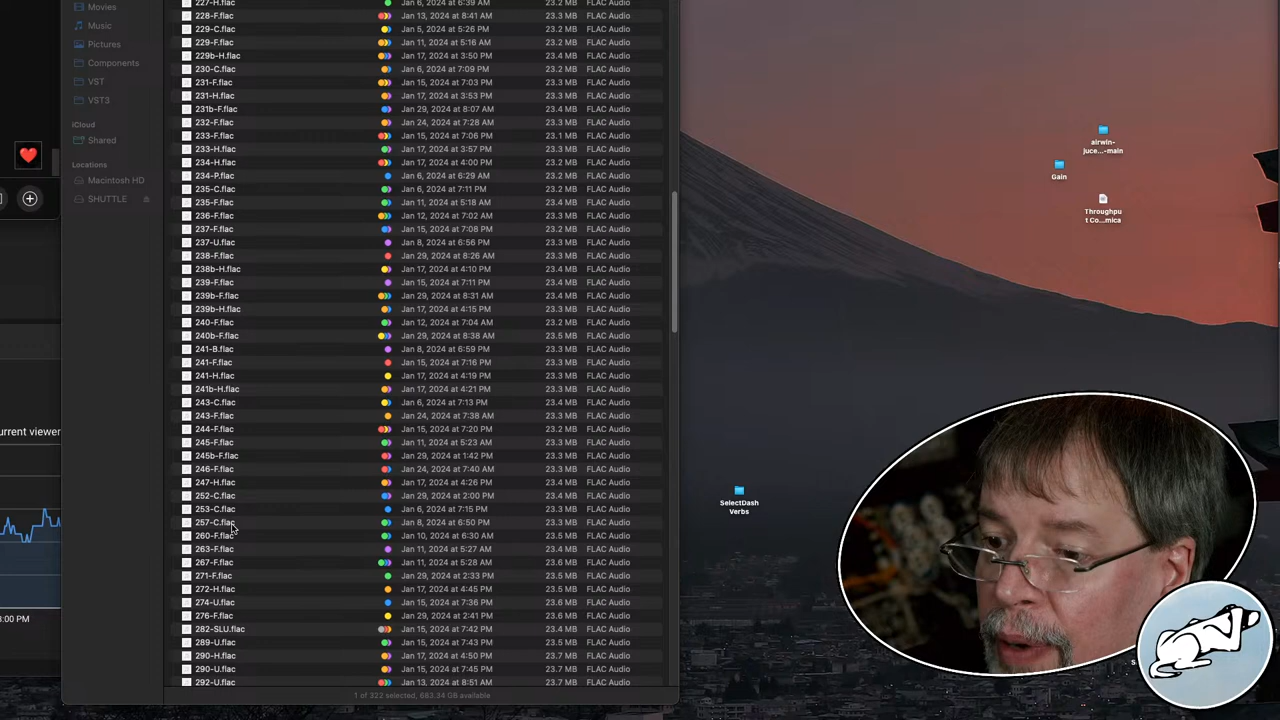 Movies
Music
Pictures
Components
VST
VST3
iCloud
Shared
Locations
Macintosh HD
SHUTTLE
227-H.flac Jan 6, 2024 at 6:39 AM 23.2 MB FLAC Audio
228-F.flac Jan 13, 2024 at 8:41 AM 23.2 MB FLAC Audio
229-C.flac Jan 5, 2024 at 5:26 PM 23.2 MB FLAC Audio
229-F.flac Jan 11, 2024 at 5:16 AM 23.2 MB FLAC Audio
229b-H.flac Jan 17, 2024 at 3:50 PM 23.2 MB FLAC Audio
230-C.flac Jan 6, 2024 at 7:09 PM 23.2 MB FLAC Audio
231-F.flac Jan 15, 2024 at 7:03 PM 23.3 MB FLAC Audio
231-H.flac Jan 17, 2024 at 3:53 PM 23.3 MB FLAC Audio
231b-F.flac Jan 29, 2024 at 8:07 AM 23.3 MB FLAC Audio
232-F.flac Jan 24, 2024 at 7:28 AM 23.3 MB FLAC Audio
233-F.flac Jan 15, 2024 at 7:06 PM 23.1 MB FLAC Audio
233-H.flac Jan 17, 2024 at 3:57 PM 23.3 MB FLAC Audio
234-H.flac Jan 17, 2024 at 4:00 PM 23.3 MB FLAC Audio
234-P.flac Jan 6, 2024 at 6:29 AM 23.3 MB FLAC Audio
235-C.flac Jan 6, 2024 at 7:11 PM 23.3 MB FLAC Audio
235-F.flac Jan 11, 2024 at 5:18 AM 23.4 MB FLAC Audio
236-F.flac Jan 12, 2024 at 7:02 AM 23.3 MB FLAC Audio
237-F.flac Jan 15, 2024 at 7:08 PM 23.2 MB FLAC Audio
237-U.flac Jan 8, 2024 at 6:56 PM 23.3 MB FLAC Audio
238-F.flac Jan 29, 2024 at 8:26 AM 23.3 MB FLAC Audio
238b-H.flac Jan 17, 2024 at 4:10 PM 23.3 MB FLAC Audio
239-F.flac Jan 15, 2024 at 7:11 PM 23.4 MB FLAC Audio
239b-F.flac Jan 29, 2024 at 8:31 AM 23.4 MB FLAC Audio
239b-H.flac Jan 17, 2024 at 4:15 PM 23.3 MB FLAC Audio
240-F.flac Jan 12, 2024 at 7:04 AM 23.3 MB FLAC Audio
240b-F.flac Jan 29, 2024 at 8:38 AM 23.5 MB FLAC Audio
241-B.flac Jan 8, 2024 at 6:59 PM 23.3 MB FLAC Audio
241-F.flac Jan 15, 2024 at 7:16 PM 23.3 MB FLAC Audio
241-H.flac Jan 17, 2024 at 4:19 PM 23.3 MB FLAC Audio
241b-H.flac Jan 17, 2024 at 4:21 PM 23.3 MB FLAC Audio
243-C.flac Jan 6, 2024 at 7:13 PM 23.4 MB FLAC Audio
243-F.flac Jan 24, 2024 at 7:38 AM 23.3 MB FLAC Audio
244-F.flac Jan 15, 2024 at 7:20 PM 23.4 MB FLAC Audio
245-F.flac Jan 11, 2024 at 5:23 AM 23.3 MB FLAC Audio
245b-F.flac Jan 29, 2024 at 1:42 PM 23.3 MB FLAC Audio
246-F.flac Jan 24, 2024 at 7:40 AM 23.3 MB FLAC Audio
247-H.flac Jan 17, 2024 at 4:26 PM 23.3 MB FLAC Audio
252-C.flac Jan 29, 2024 at 2:00 PM 23.4 MB FLAC Audio
253-C.flac Jan 6, 2024 at 7:15 PM 23.3 MB FLAC Audio
257-C.flac Jan 8, 2024 at 6:50 PM 23.3 MB FLAC Audio
260-F.flac Jan 10, 2024 at 6:30 AM 23.5 MB FLAC Audio
263-F.flac Jan 11, 2024 at 5:27 AM 23.4 MB FLAC Audio
267-F.flac Jan 11, 2024 at 5:28 AM 23.6 MB FLAC Audio
271-F.flac Jan 29, 2024 at 2:33 PM 23.5 MB FLAC Audio
272-H.flac Jan 17, 2024 at 4:45 PM 23.5 MB FLAC Audio
274-U.flac Jan 15, 2024 at 7:36 PM 23.6 MB FLAC Audio
276-F.flac Jan 29, 2024 at 2:41 PM 23.6 MB FLAC Audio
282-SLU.flac Jan 15, 2024 at 7:42 PM 23.4 MB FLAC Audio
289-U.flac Jan 15, 2024 at 7:43 PM 23.5 MB FLAC Audio
290-H.flac Jan 17, 2024 at 4:50 PM 23.7 MB FLAC Audio
290-U.flac Jan 15, 2024 at 7:45 PM 23.7 MB FLAC Audio
292-U.flac Jan 13, 2024 at 8:51 AM 23.7 MB FLAC Audio
1 of 322 selected, 683.34 GB available
urrent viewer
3:00 PM
airwin-
juce...-main
Gain
Throughpu
t Co...mica
SelectDash
Verbs